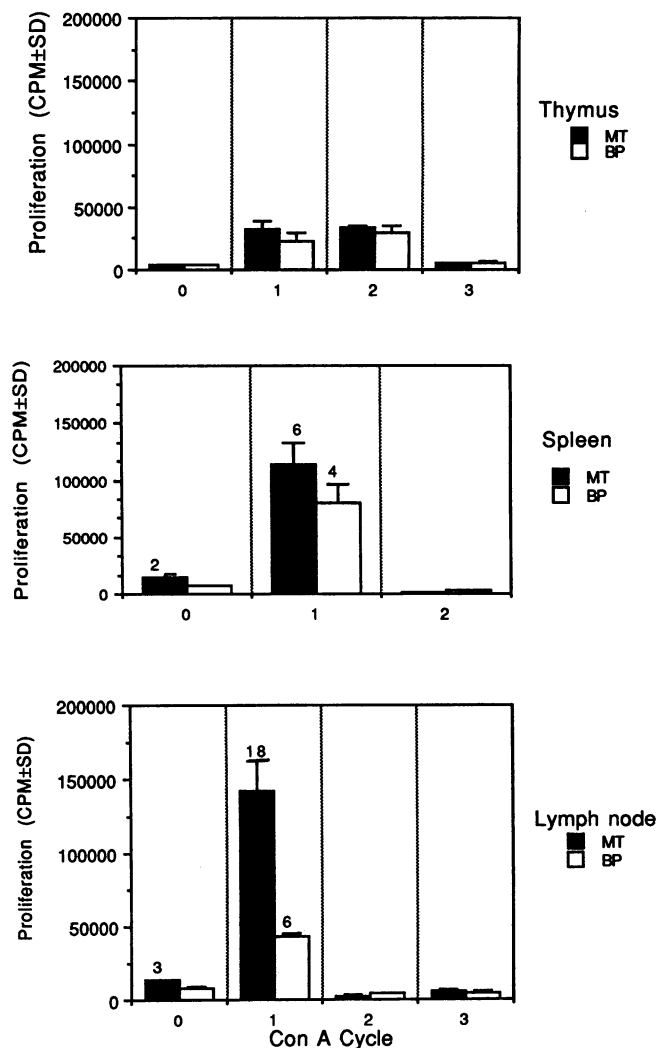 Proliferation (CPM±SD)
200000
150000
100000
50000
0
0 1 2 3
Thymus
MT
BP
Proliferation (CPM±SD)
200000
150000
100000
50000
0
2
6
4
0 1 2
Spleen
MT
BP
Proliferation (CPM±SD)
200000
150000
100000
50000
0
3
18
6
0 1 2 3
Con A Cycle
Lymph node
MT
BP